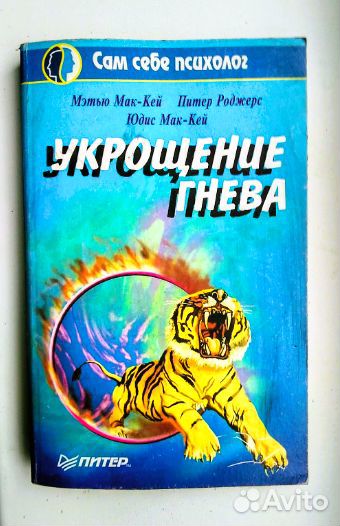 Сам себе психолог
Мэтью Мак-Кей Питер Роджерс
Юдис Мак-Кей
УКРОЩЕНИЕ
ГНЕВА
ПИТЕР
Avito